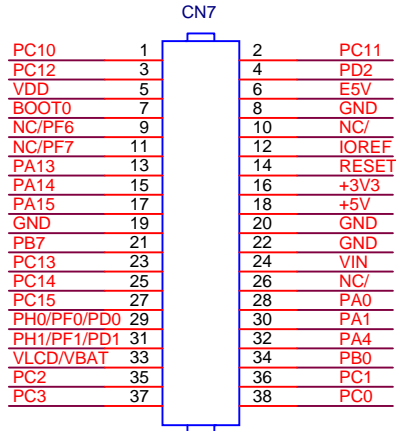 CN7
PC10 1 2 PC11
PC12 3 4 PD2
VDD 5 6 E5V
BOOT0 7 8 GND
NC/PF6 9 10 NC/
NC/PF7 11 12 IOREF
PA13 13 14 RESET
PA14 15 16 +3V3
PA15 17 18 +5V
GND 19 20 GND
PB7 21 22 GND
PC13 23 24 VIN
PC14 25 26 NC/
PC15 27 28 PA0
PH0/PF0/PD0 29 30 PA1
PH1/PF1/PD1 31 32 PA4
VLCD/VBAT 33 34 PB0
PC2 35 36 PC1
PC3 37 38 PC0